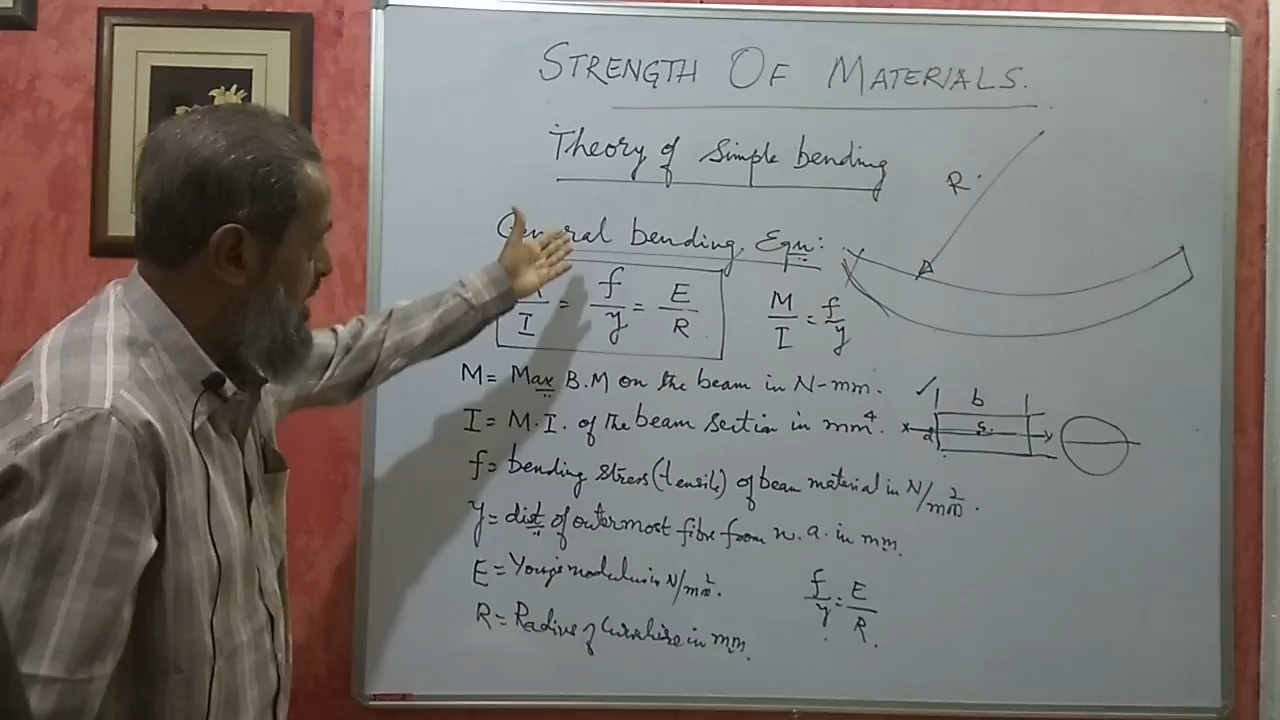 STRENGTH OF MATERIALS.
Theory of simple bending
R
General bending Equn:
I = f/y = E/R
M/I = f/y
M = Max B.M on the beam in N-mm.
b
I = M.I. of the beam section in mm⁴.
x d G y
f = bending stress (tensile) of beam material in N/mm².
y = dist of outermost fibre from n.a. in mm.
E = Young's modulus in N/mm².
f/y = E/R.
R = Radius of curvature in mm.